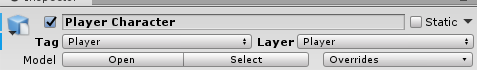 Player Character Static
Tag Player Layer Player
Model Open Select Overrides